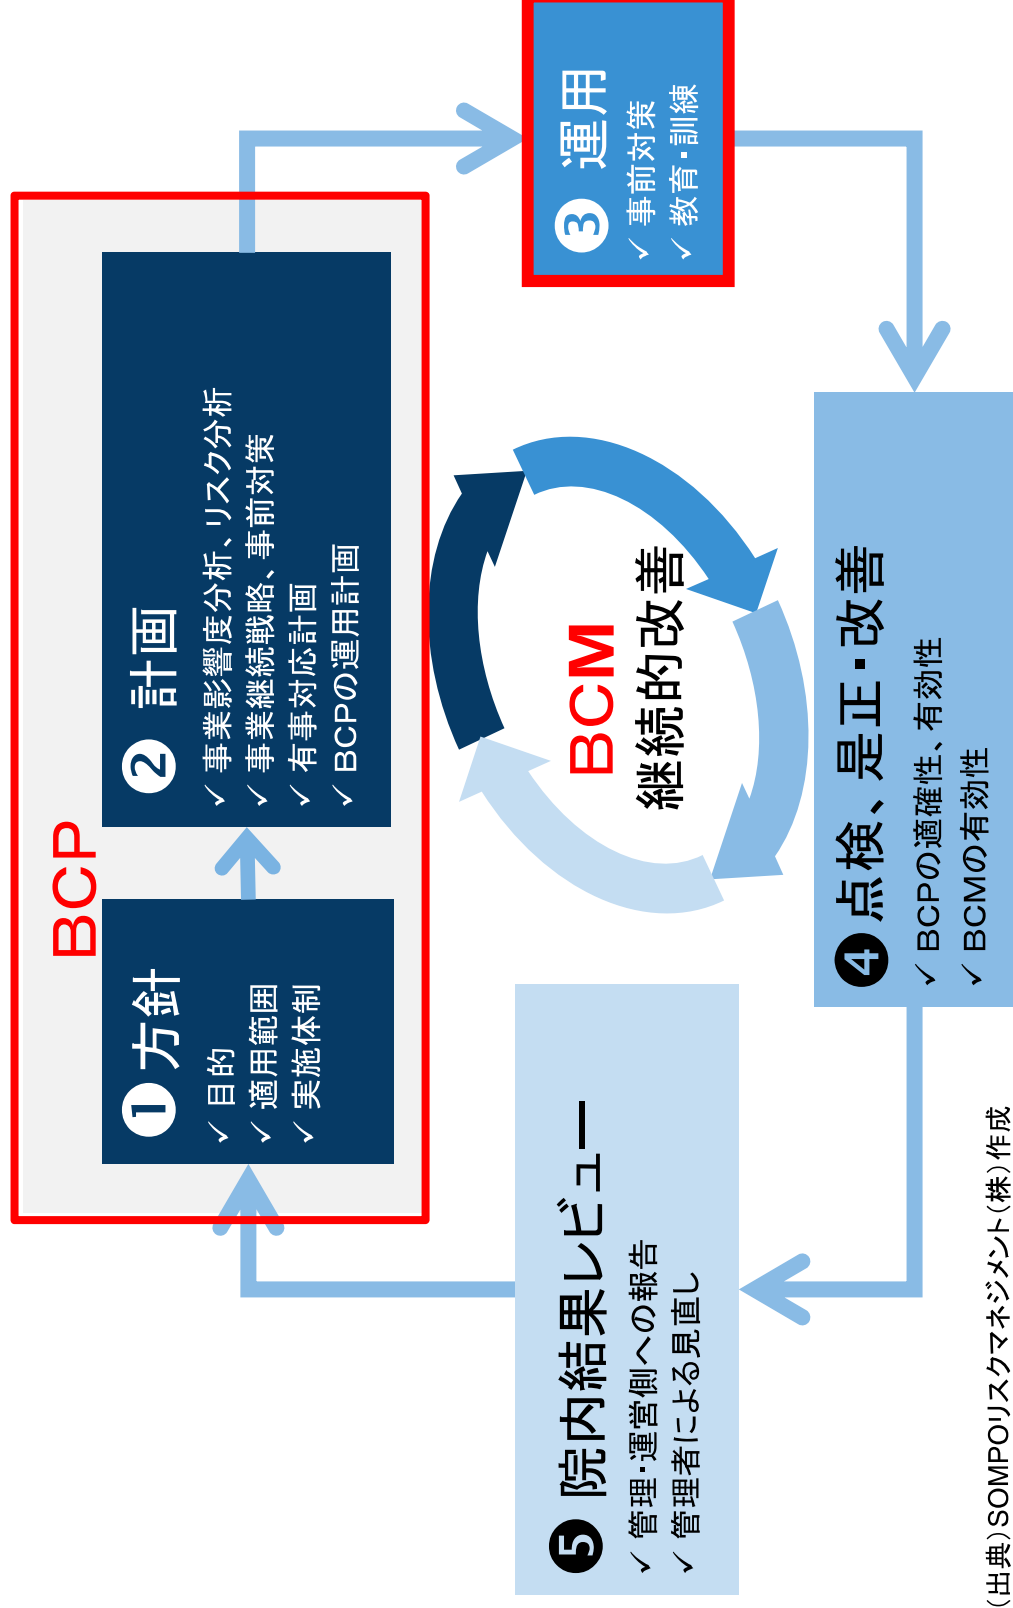 BCP
❶方針
✓ 目的
✓ 適用範囲
✓ 実施体制
❷ 計画
✓ 事業影響度分析、リスク分析
✓ 事業継続戦略、事前対策
✓ 有事対応計画
✓ BCPの運用計画
❸ 運用
✓ 事前対策
✓ 教育・訓練
BCM
継続的改善
❹点検、是正・改善
✓ BCPの適確性、有効性
✓ BCMの有効性
❺ 院内結果レビュー
✓ 管理・運営側への報告
✓ 管理者による見直し
（出典）SOMPOリスクマネジメント（株）作成